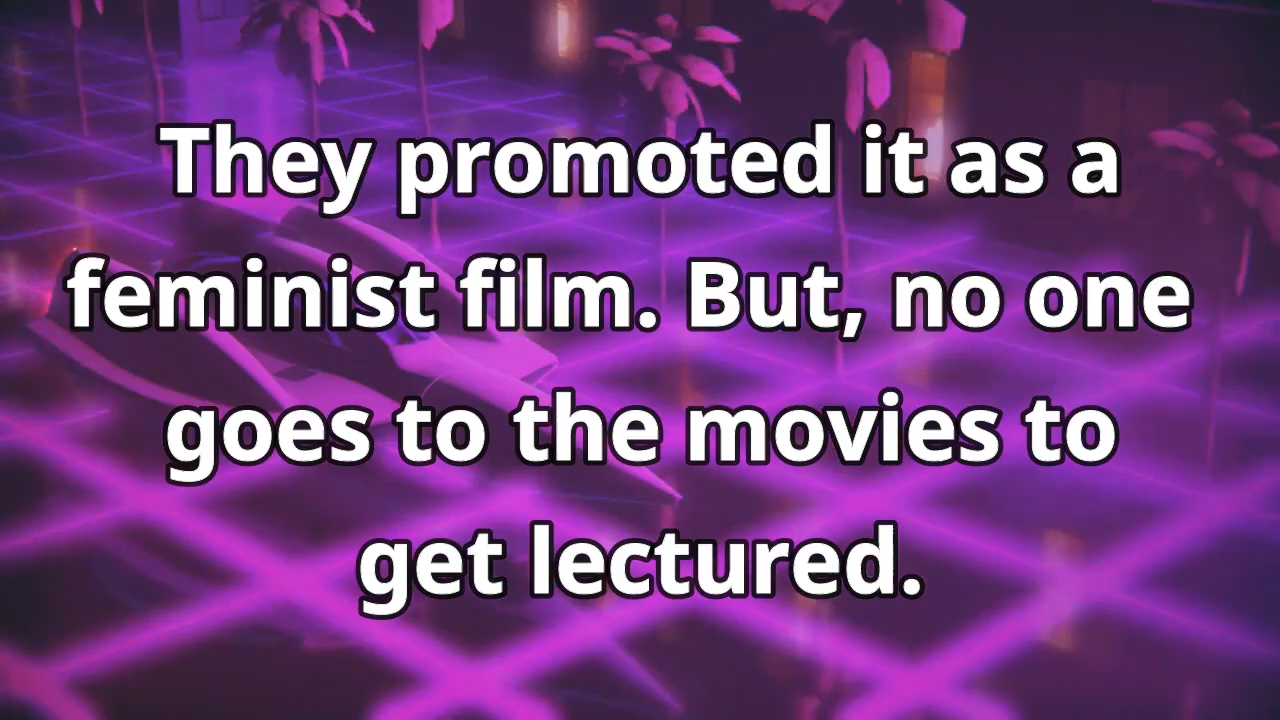 They promoted it as a
feminist film. But, no one
goes to the movies to
get lectured.